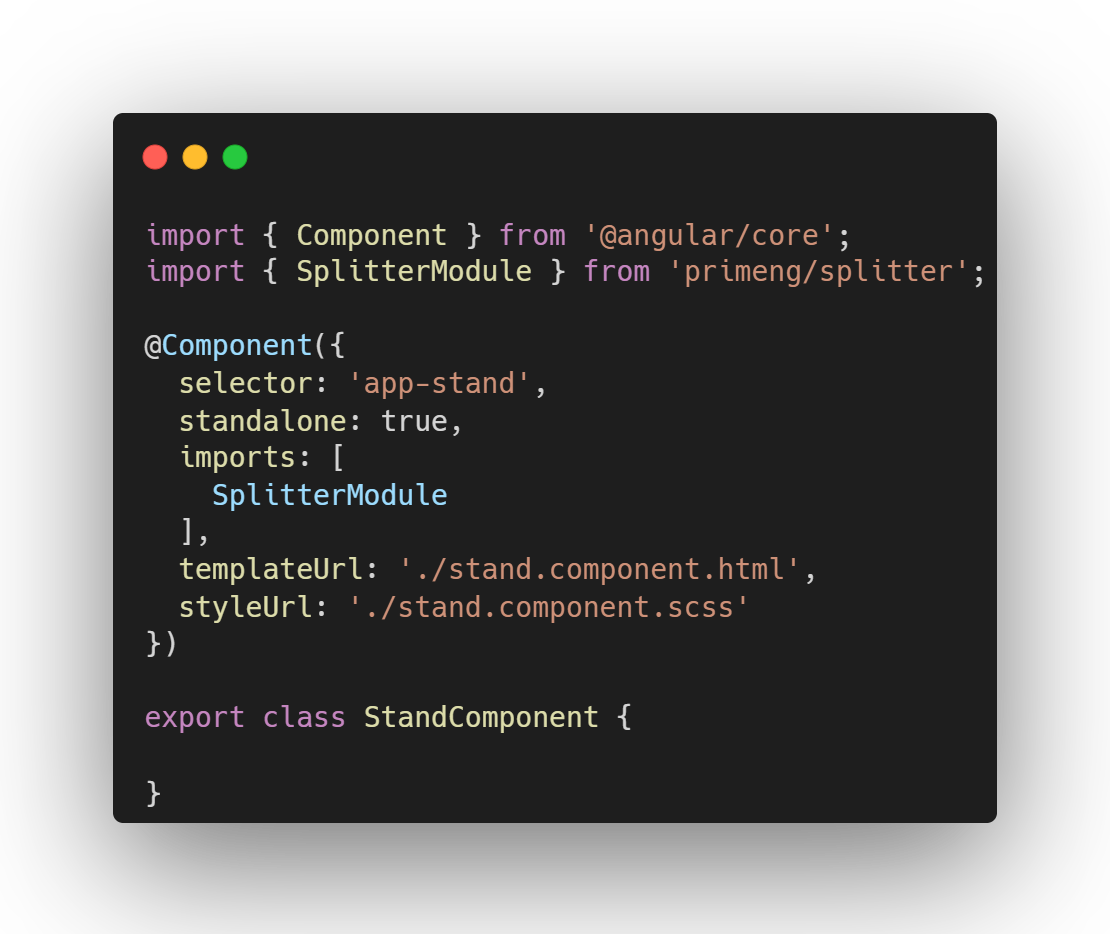 import { Component } from '@angular/core';
import { SplitterModule } from 'primeng/splitter';

@Component({
  selector: 'app-stand',
  standalone: true,
  imports: [
    SplitterModule
  ],
  templateUrl: './stand.component.html',
  styleUrl: './stand.component.scss'
})

export class StandComponent {

}